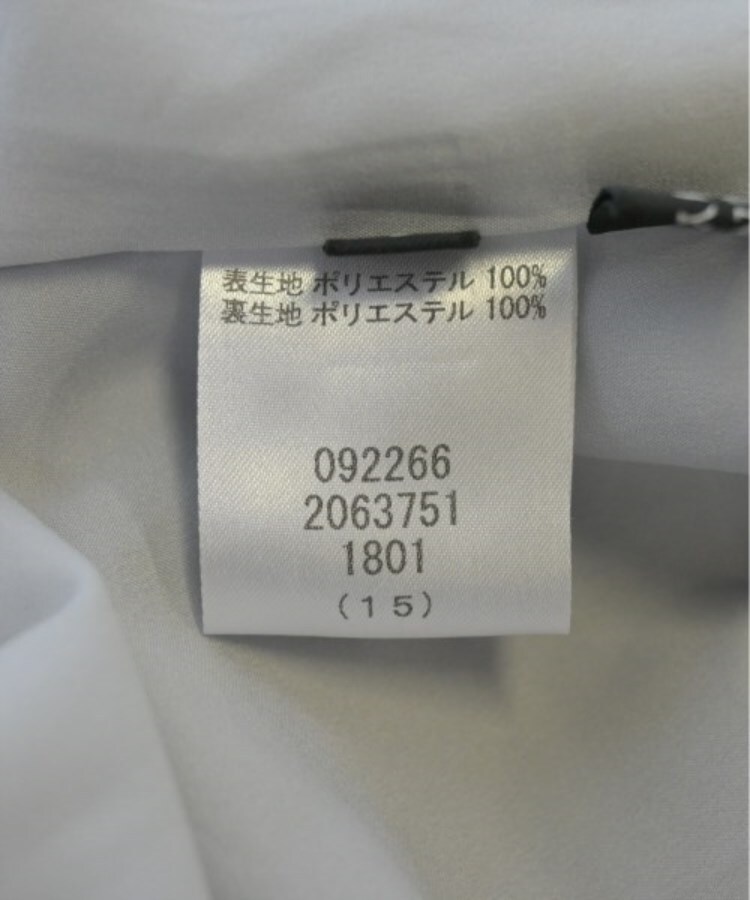 表生地 ポリエステル 100%
裏生地 ポリエステル 100%
092266
2063751
1801
（15）